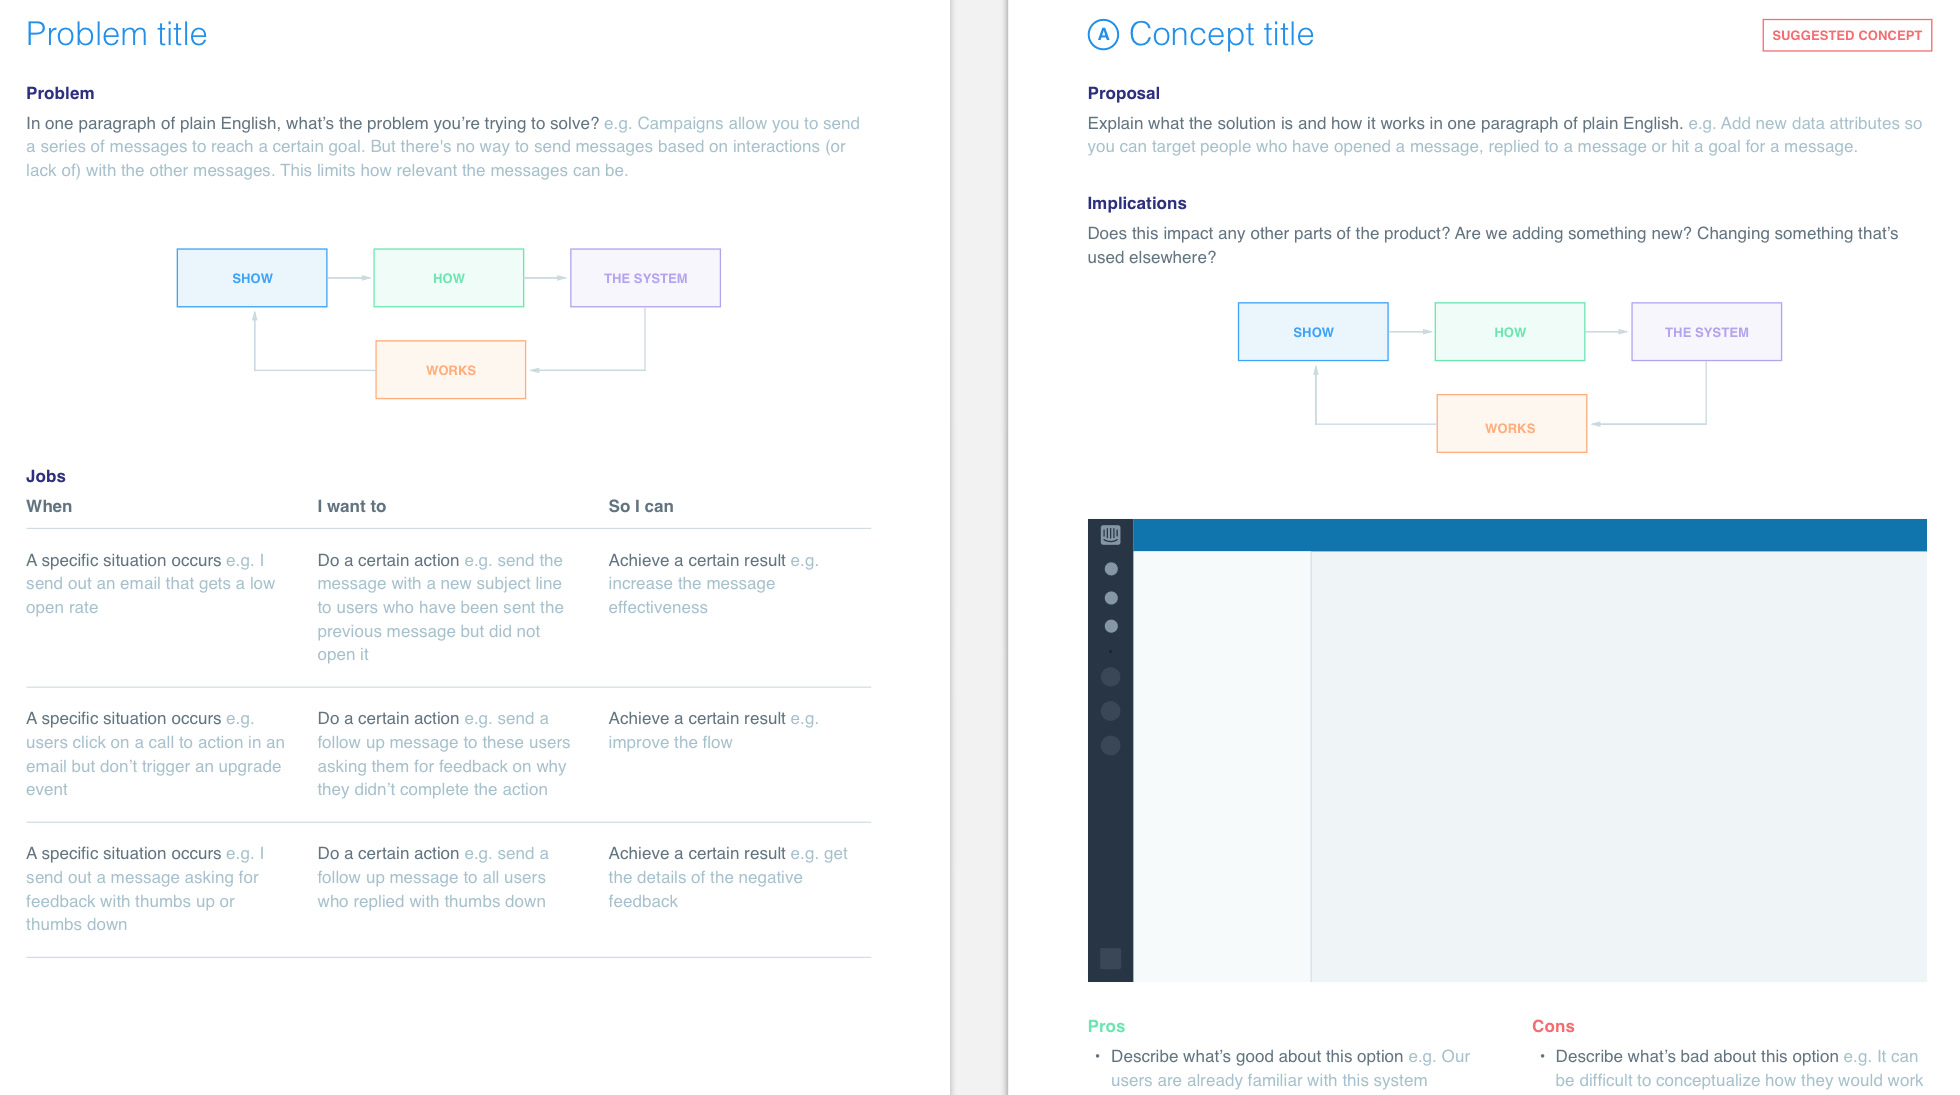 Problem title
Problem
In one paragraph of plain English, what’s the problem you’re trying to solve? e.g. Campaigns allow you to send
a series of messages to reach a certain goal. But there's no way to send messages based on interactions (or
lack of) with the other messages. This limits how relevant the messages can be.
SHOW
HOW
THE SYSTEM
WORKS
Jobs
When
I want to
So I can
A specific situation occurs e.g. I
send out an email that gets a low
open rate
Do a certain action e.g. send the
message with a new subject line
to users who have been sent the
previous message but did not
open it
Achieve a certain result e.g.
increase the message
effectiveness
A specific situation occurs e.g.
users click on a call to action in an
email but don’t trigger an upgrade
event
Do a certain action e.g. send a
follow up message to these users
asking them for feedback on why
they didn’t complete the action
Achieve a certain result e.g.
improve the flow
A specific situation occurs e.g. I
send out a message asking for
feedback with thumbs up or
thumbs down
Do a certain action e.g. send a
follow up message to all users
who replied with thumbs down
Achieve a certain result e.g. get
the details of the negative
feedback
A Concept title
SUGGESTED CONCEPT
Proposal
Explain what the solution is and how it works in one paragraph of plain English. e.g. Add new data attributes so
you can target people who have opened a message, replied to a message or hit a goal for a message.
Implications
Does this impact any other parts of the product? Are we adding something new? Changing something that’s
used elsewhere?
SHOW
HOW
THE SYSTEM
WORKS
Pros
• Describe what’s good about this option e.g. Our
users are already familiar with this system
Cons
• Describe what’s bad about this option e.g. It can
be difficult to conceptualize how they would work